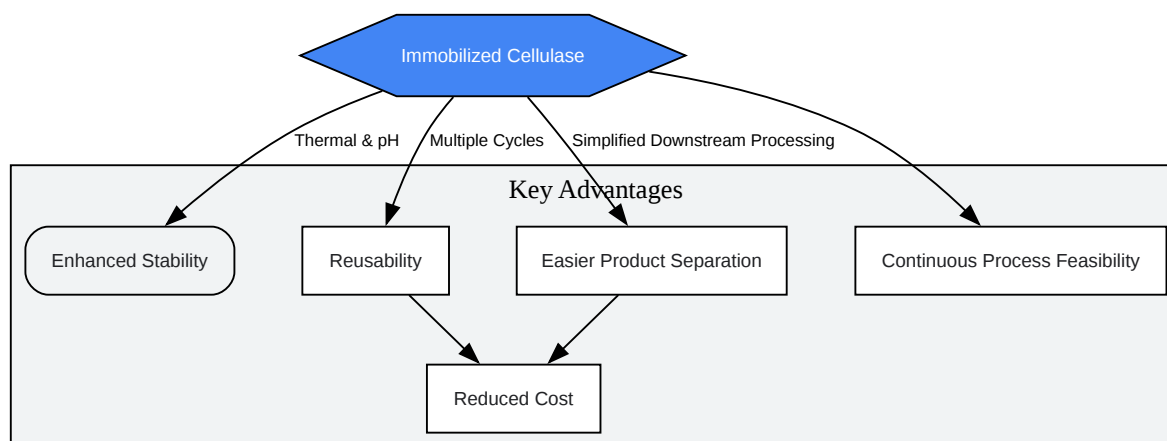 Immobilized Cellulase
Thermal & pH
Multiple Cycles
Simplified Downstream Processing
Key Advantages
Enhanced Stability
Reusability
Easier Product Separation
Continuous Process Feasibility
Reduced Cost